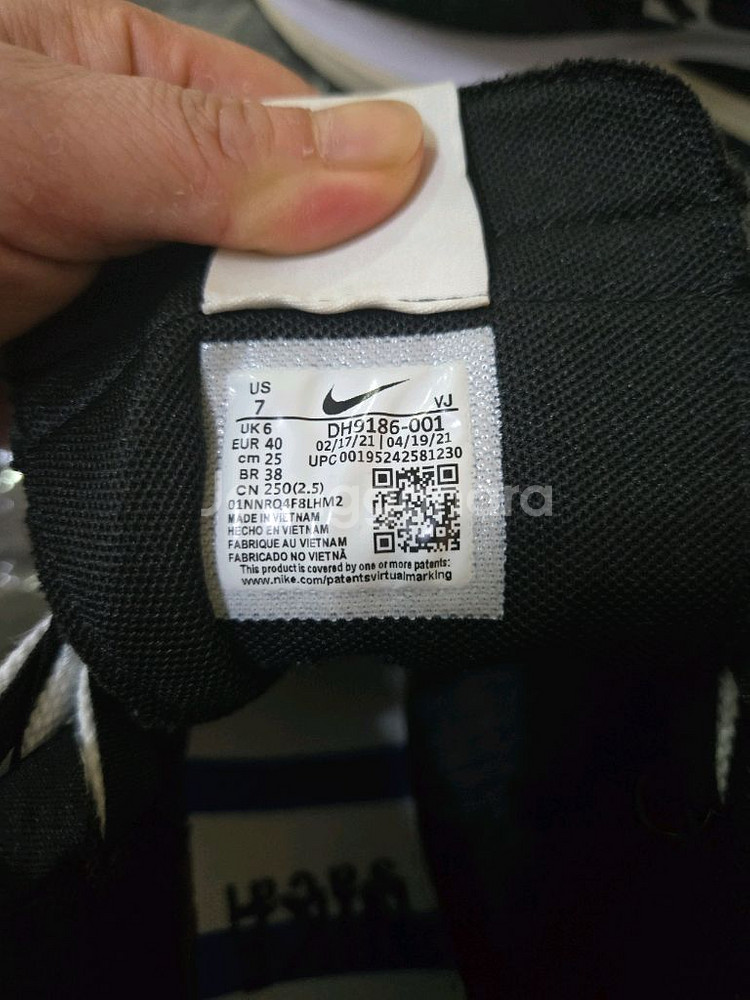 US
7
VJ
UK 6
DH9186-001
EUR 40
02/17/21 | 04/19/21
cm 25
UPC 00195242581230
BR 38
CN 250(2.5)
01NNRQ4F8LHM2
MADE IN VIETNAM
HECHO EN VIETNAM
FABRIQUE AU VIETNAM
FABRICADO NO VIETNÃ
This product is covered by one or more patents:
www.nike.com/patentsvirtualmarking